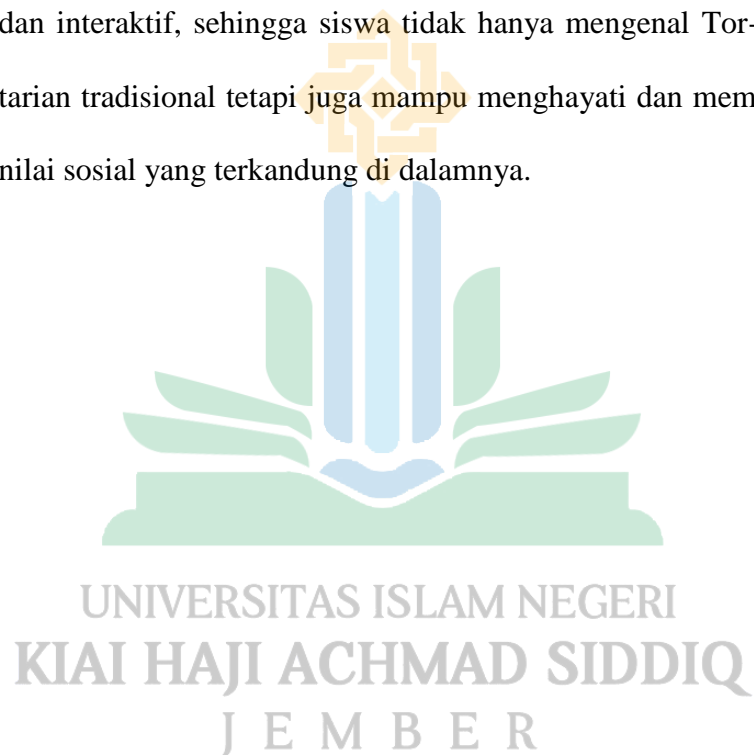 dan interaktif, sehingga siswa tidak hanya mengenal Tor-
tarian tradisional tetapi juga mampu menghayati dan mem
nilai sosial yang terkandung di dalamnya.
UNIVERSITAS ISLAM NEGERI
KIAI HAJI ACHMAD SIDDIQ
JEMBER